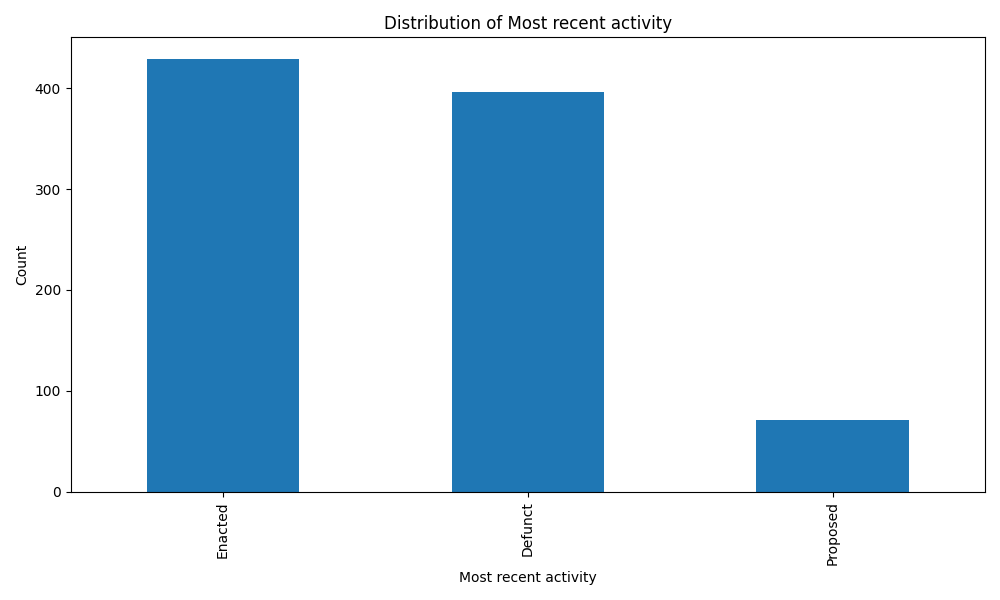 Distribution of Most recent activity
Count
400
300
200
100
0
Enacted
Defunct
Proposed
Most recent activity